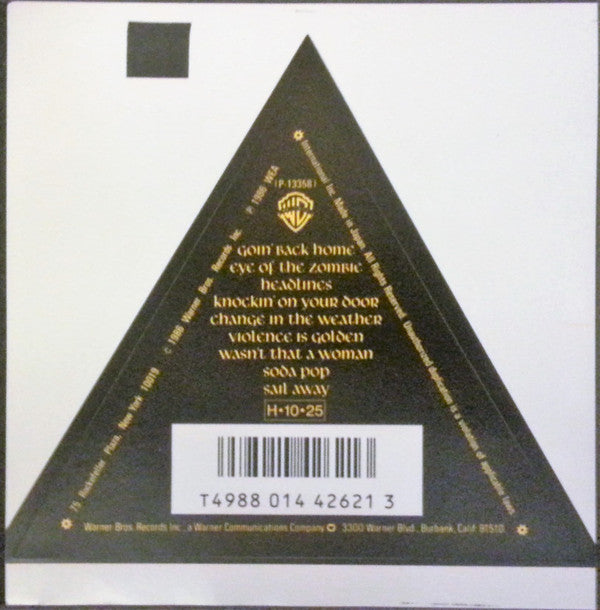 (P-13368)
GOIN' BACK HOME
EYE OF THE ZOMBIE
HEADLINES
KNOCKIN' ON YOUR DOOR
CHANGE IN THE WEATHER
VIOLENCE IS GOLDEN
WASN'T THAT A WOMAN
SODA POP
SAIL AWAY
H•10•25
T4988 014 42621 3
75 Rockefeller Plaza, New York 10019 © 1986 Warner Bros. Records Inc. ℗ 1986 WEA
International Inc. Made in Japan. All Rights Reserved. Unauthorized duplication is a violation of applicable laws.
Warner Bros. Records Inc., a Warner Communications Company 3300 Warner Blvd., Burbank, Calif. 91510